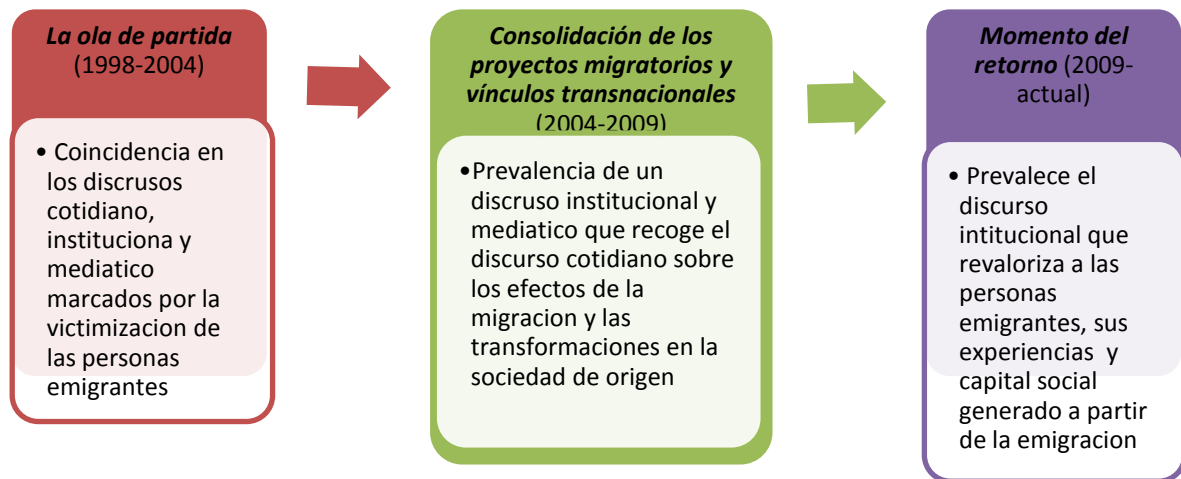 La ola de partida
(1998-2004)
• Coincidencia en
los discrusos
cotidiano,
instituciona y
mediatico
marcados por la
victimizacion de
las personas
emigrantes
Consolidación de los
proyectos migratorios y
vínculos transnacionales
(2004-2009)
•Prevalencia de un
discruso institucional y
mediatico que recoge el
discurso cotidiano sobre
los efectos de la
migracion y las
transformaciones en la
sociedad de origen
Momento del
retorno (2009-
actual)
• Prevalece el
discurso
intitucional que
revaloriza a las
personas
emigrantes, sus
experiencias y
capital social
generado a partir
de la emigracion